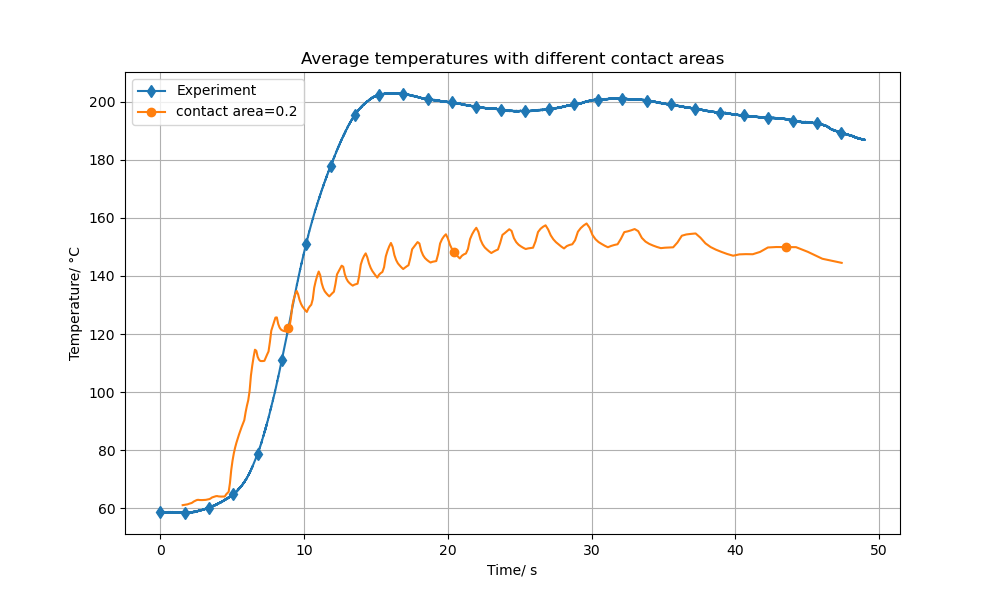 Average temperatures with different contact areas
Experiment
contact area=0.2
Temperature/ °C
200
180
160
140
120
100
80
60
0 10 20 30 40 50
Time/ s